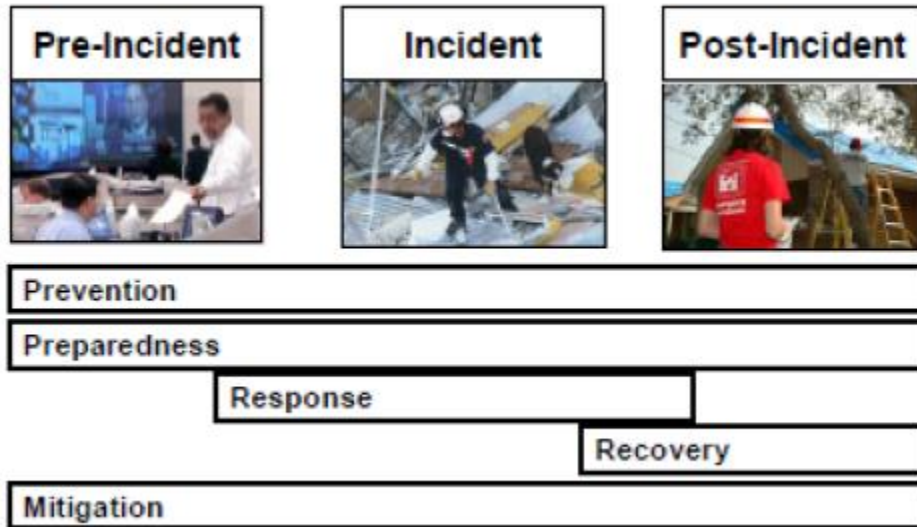 Pre-Incident
Incident
Post-Incident
Prevention
Preparedness
Response
Recovery
Mitigation